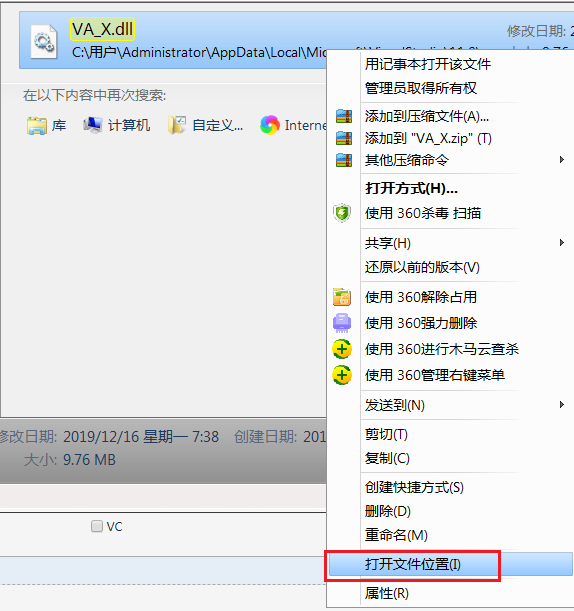 VA_X.dll
修改日期: 2
C:\用户\Administrator\AppData\Local\Mic
在以下内容中再次搜索:
库 计算机 自定义... Interne
用记事本打开该文件
管理员取得所有权
添加到压缩文件(A)...
添加到 "VA_X.zip" (T)
其他压缩命令
打开方式(H)...
使用 360杀毒 扫描
共享(H)
还原以前的版本(V)
使用 360解除占用
使用 360强力删除
使用 360进行木马云查杀
使用 360管理右键菜单
发送到(N)
剪切(T)
复制(C)
创建快捷方式(S)
删除(D)
重命名(M)
打开文件位置(I)
属性(R)
修改日期: 2019/12/16 星期一 7:38 创建日期: 201
大小: 9.76 MB
VC